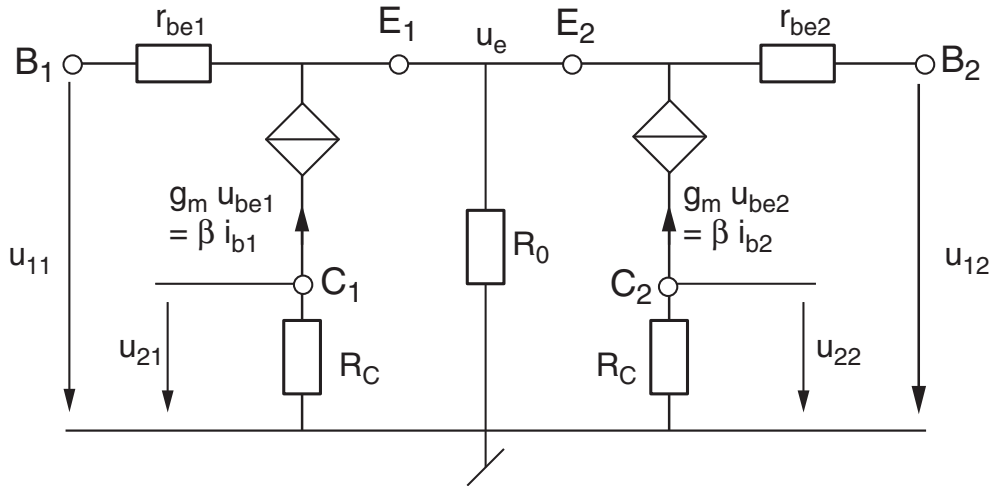 r_be1
E_1
u_e
E_2
r_be2
B_1
B_2
g_m u_be1
= β i_b1
g_m u_be2
= β i_b2
u_11
R_0
u_12
C_1
C_2
u_21
R_C
R_C
u_22